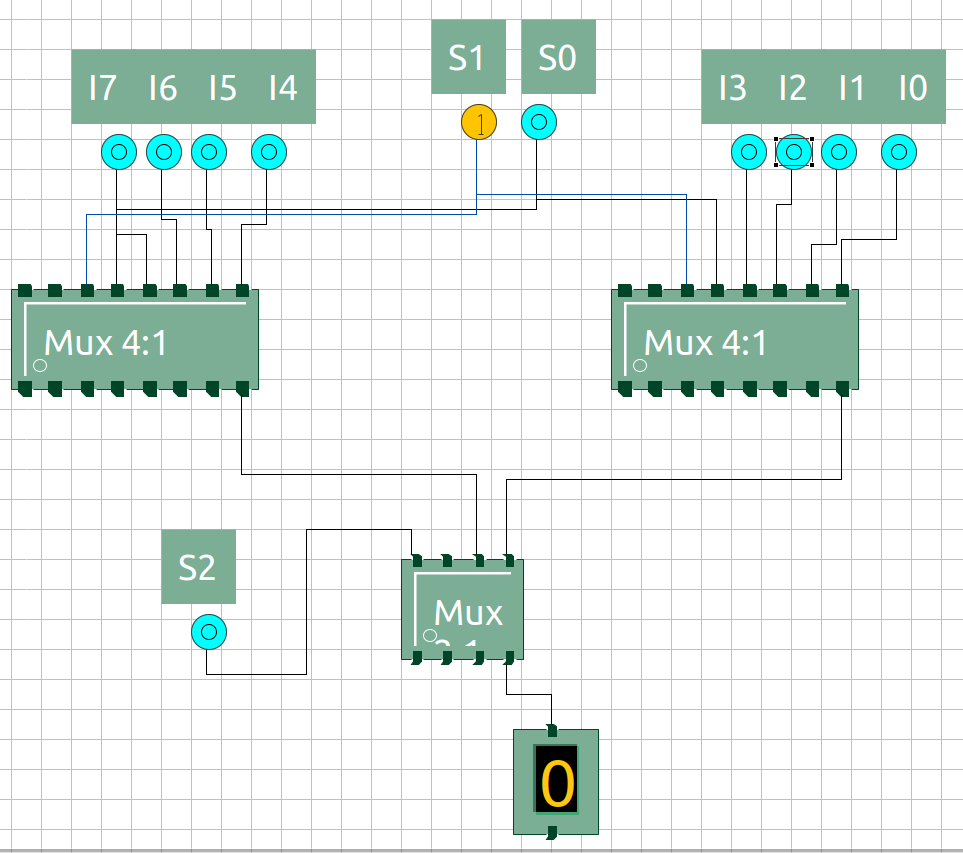 S1 S0
I7 I6 I5 I4
I3 I2 I1 I0
1
Mux 4:1
Mux 4:1
S2
Mux
0